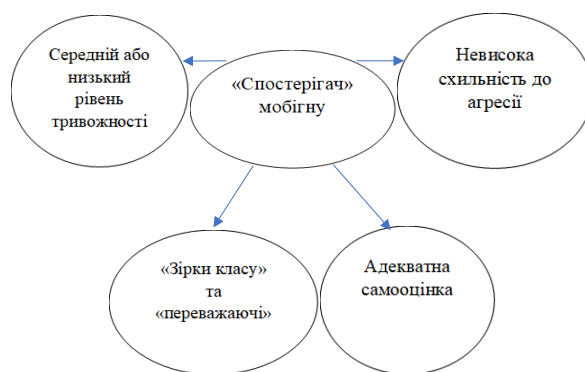 Середній або
низький
рівень
тривожності
«Спостерігач»
мобігну
Невисока
схильність до
агресії
«Зірки класу»
та
«переважаючі»
Адекватна
самооцінка